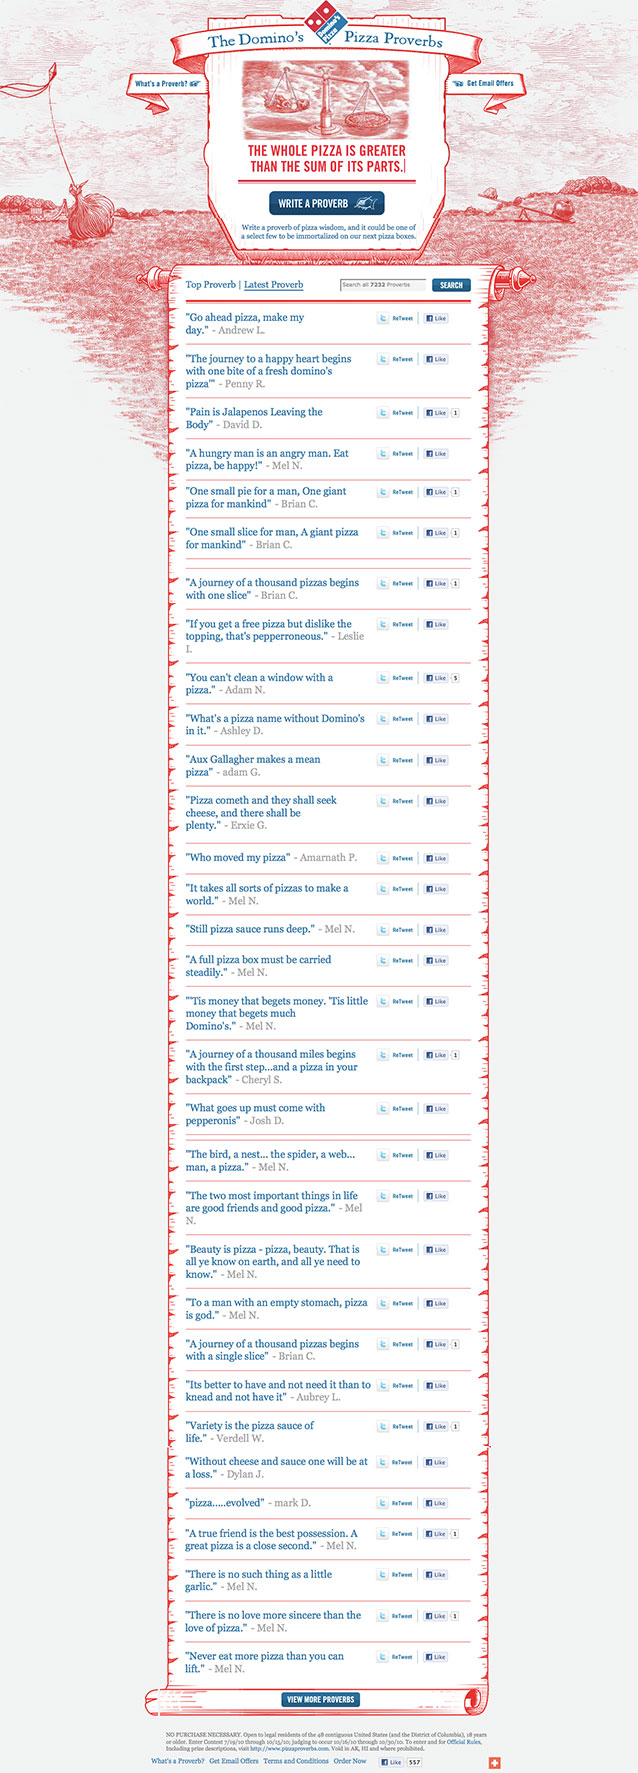 The Domino's Pizza Proverbs
Domino's Pizza
What's a Proverb?
Get Email Offers
THE WHOLE PIZZA IS GREATER
THAN THE SUM OF ITS PARTS.
WRITE A PROVERB
Write a proverb of pizza wisdom, and it could be one of
a select few to be immortalized on our next pizza boxes.
Top Proverb | Latest Proverb Search all 7232 Proverbs SEARCH
"Go ahead pizza, make my ReTweet Like
day." - Andrew L.
"The journey to a happy heart begins ReTweet Like
with one bite of a fresh domino's
pizza'" - Penny R.
"Pain is Jalapenos Leaving the ReTweet Like 1
Body" - David D.
"A hungry man is an angry man. Eat ReTweet Like
pizza, be happy!" - Mel N.
"One small pie for a man, One giant ReTweet Like 1
pizza for mankind" - Brian C.
"One small slice for man, A giant pizza ReTweet Like 1
for mankind" - Brian C.
"A journey of a thousand pizzas begins ReTweet Like 1
with one slice" - Brian C.
"If you get a free pizza but dislike the ReTweet Like
topping, that's pepperroneous." - Leslie
I.
"You can't clean a window with a ReTweet Like 5
pizza." - Adam N.
"What's a pizza name without Domino's ReTweet Like
in it." - Ashley D.
"Aux Gallagher makes a mean ReTweet Like
pizza" - adam G.
"Pizza cometh and they shall seek ReTweet Like
cheese, and there shall be
plenty." - Erxie G.
"Who moved my pizza" - Amarnath P. ReTweet Like
"It takes all sorts of pizzas to make a ReTweet Like
world." - Mel N.
"Still pizza sauce runs deep." - Mel N. ReTweet Like
"A full pizza box must be carried ReTweet Like
steadily." - Mel N.
"'Tis money that begets money. 'Tis little ReTweet Like
money that begets much
Domino's." - Mel N.
"A journey of a thousand miles begins ReTweet Like 1
with the first step...and a pizza in your
backpack" - Cheryl S.
"What goes up must come with ReTweet Like
pepperonis" - Josh D.
"The bird, a nest... the spider, a web... ReTweet Like
man, a pizza." - Mel N.
"The two most important things in life ReTweet Like
are good friends and good pizza." - Mel
N.
"Beauty is pizza - pizza, beauty. That is ReTweet Like
all ye know on earth, and all ye need to
know." - Mel N.
"To a man with an empty stomach, pizza ReTweet Like
is god." - Mel N.
"A journey of a thousand pizzas begins ReTweet Like 1
with a single slice" - Brian C.
"Its better to have and not need it than to ReTweet Like
knead and not have it" - Aubrey L.
"Variety is the pizza sauce of ReTweet Like 1
life." - Verdell W.
"Without cheese and sauce one will be at ReTweet Like
a loss." - Dylan J.
"pizza.....evolved" - mark D. ReTweet Like
"A true friend is the best possession. A ReTweet Like 1
great pizza is a close second." - Mel N.
"There is no such thing as a little ReTweet Like
garlic." - Mel N.
"There is no love more sincere than the ReTweet Like 1
love of pizza." - Mel N.
"Never eat more pizza than you can ReTweet Like
lift." - Mel N.
VIEW MORE PROVERBS
NO PURCHASE NECESSARY. Open to legal residents of the 48 contiguous United States (and the District of Columbia), 18 years
or older. Enter Contest 7/19/10 through 10/15/10; judging to occur 10/16/10 through 10/30/10. To enter and for Official Rules,
Including prize descriptions, visit http://www.pizzaproverbs.com. Void in AK, HI and where prohibited.
What's a Proverb? Get Email Offers Terms and Conditions Order Now Like 557